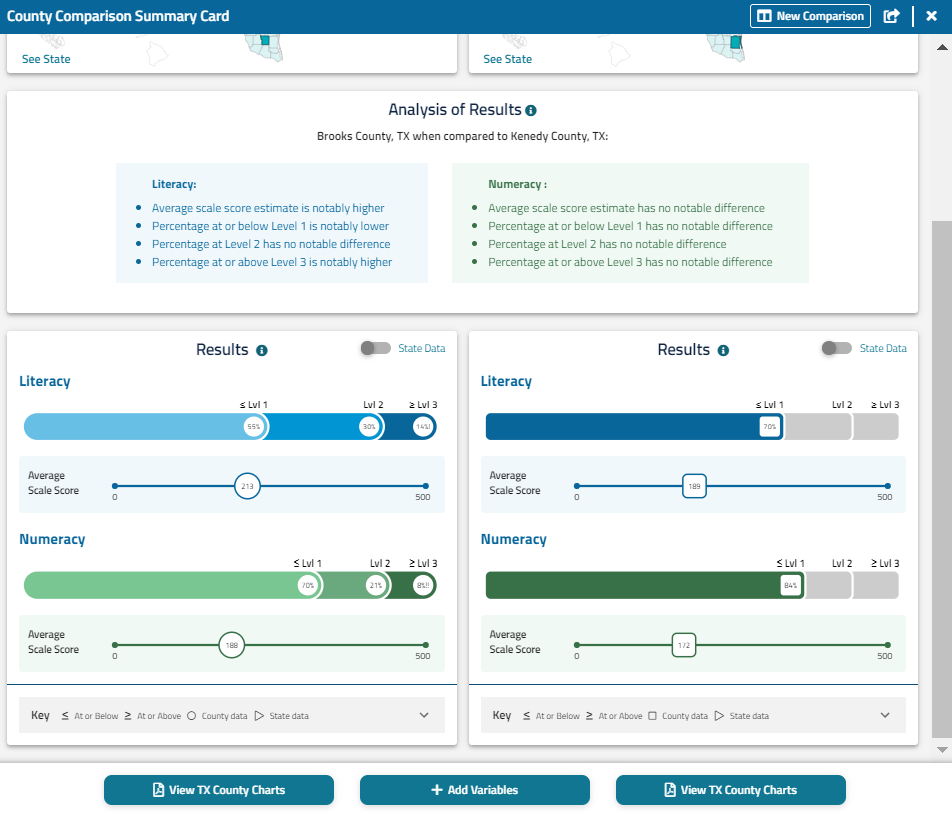 County Comparison Summary Card
New Comparison
See State
See State
Analysis of Results
Brooks County, TX when compared to Kenedy County, TX:
Literacy:
Average scale score estimate is notably higher
Percentage at or below Level 1 is notably lower
Percentage at Level 2 has no notable difference
Percentage at or above Level 3 is notably higher
Numeracy :
Average scale score estimate has no notable difference
Percentage at or below Level 1 has no notable difference
Percentage at Level 2 has no notable difference
Percentage at or above Level 3 has no notable difference
Results
State Data
Literacy
≤ Lvl 1 Lvl 2 ≥ Lvl 3
55% 30% 14%!
Average
Scale Score
213
0 500
Numeracy
≤ Lvl 1 Lvl 2 ≥ Lvl 3
70% 21% 8%!!
Average
Scale Score
188
0 500
Key ≤ At or Below ≥ At or Above County data State data
Results
State Data
Literacy
≤ Lvl 1 Lvl 2 ≥ Lvl 3
70%
Average
Scale Score
189
0 500
Numeracy
≤ Lvl 1 Lvl 2 ≥ Lvl 3
84%
Average
Scale Score
172
0 500
Key ≤ At or Below ≥ At or Above County data State data
View TX County Charts
+ Add Variables
View TX County Charts